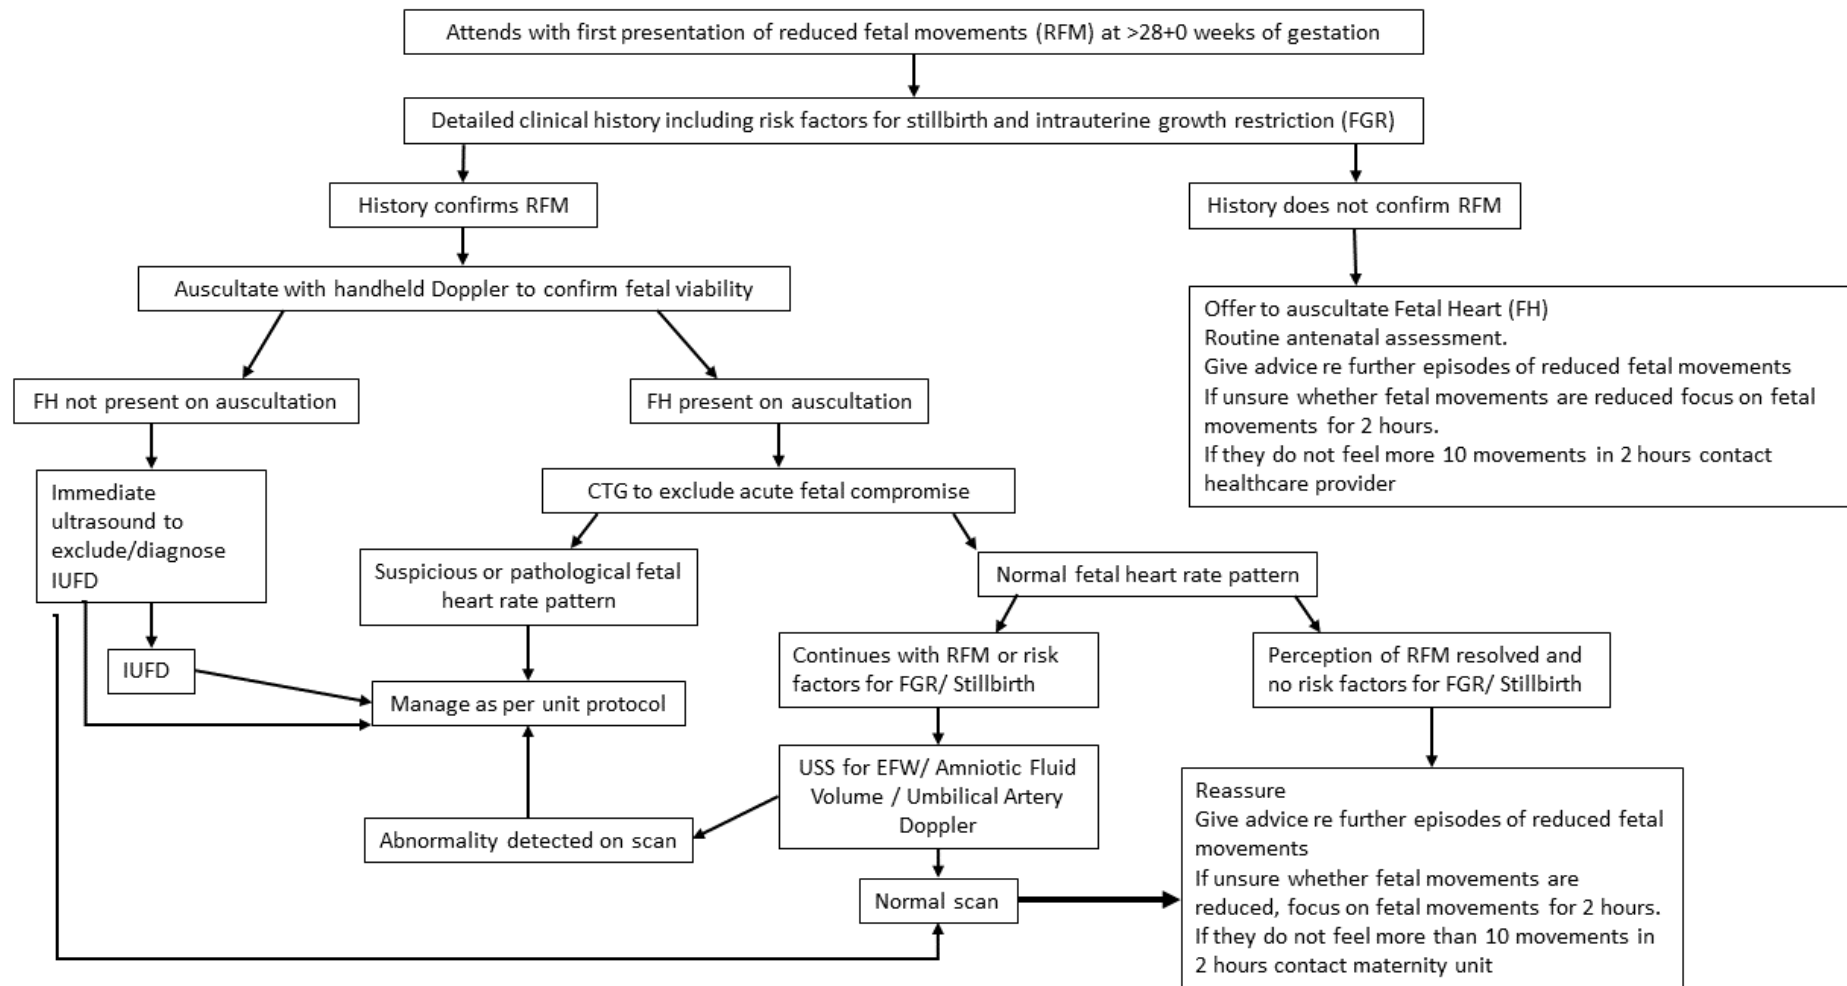 Attends with first presentation of reduced fetal movements (RFM) at >28+0 weeks of gestation
Detailed clinical history including risk factors for stillbirth and intrauterine growth restriction (FGR)
History confirms RFM
History does not confirm RFM
Auscultate with handheld Doppler to confirm fetal viability
Offer to auscultate Fetal Heart (FH)
Routine antenatal assessment.
Give advice re further episodes of reduced fetal movements
If unsure whether fetal movements are reduced focus on fetal
movements for 2 hours.
If they do not feel more 10 movements in 2 hours contact
healthcare provider
FH not present on auscultation
FH present on auscultation
Immediate
ultrasound to
exclude/diagnose
IUFD
CTG to exclude acute fetal compromise
Suspicious or pathological fetal
heart rate pattern
Normal fetal heart rate pattern
IUFD
Manage as per unit protocol
Continues with RFM or risk
factors for FGR/ Stillbirth
Perception of RFM resolved and
no risk factors for FGR/ Stillbirth
USS for EFW/ Amniotic Fluid
Volume / Umbilical Artery
Doppler
Abnormality detected on scan
Normal scan
Reassure
Give advice re further episodes of reduced fetal
movements
If unsure whether fetal movements are
reduced, focus on fetal movements for 2 hours.
If they do not feel more than 10 movements in
2 hours contact maternity unit